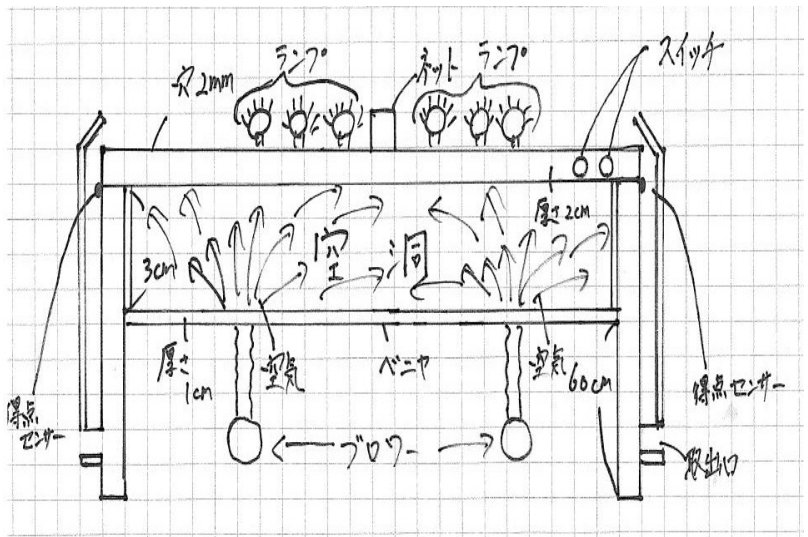 ランプ
ネット
ランプ
スイッチ
穴2mm
厚さ2cm
空洞
3cm
厚さ
1cm
空気
ベニヤ
空気
60cm
得点
センサー
得点センサー
ブロワー
取出口